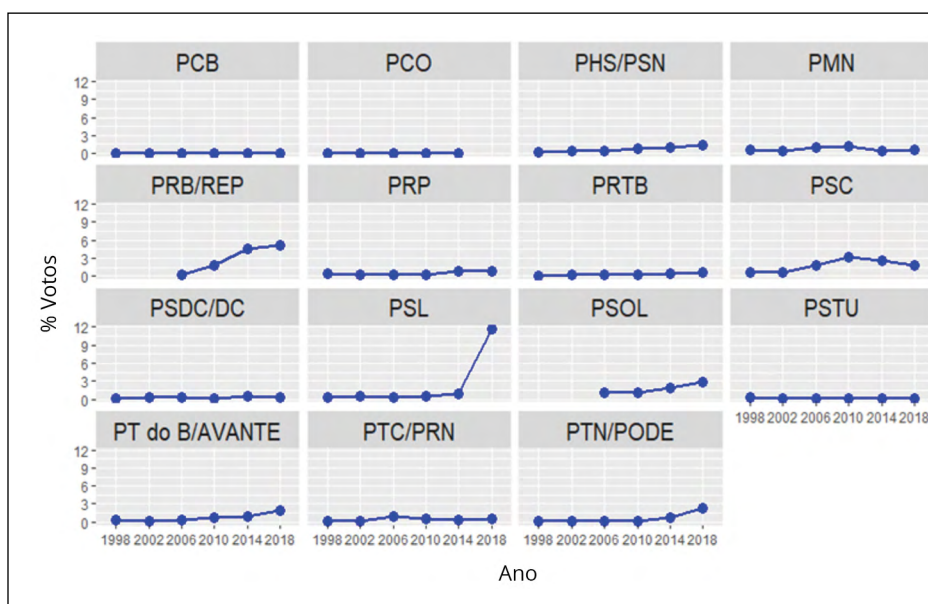 PCB PCO PHS/PSN PMN
12
9
6
3
0
PRB/REP PRP PRTB PSC
12
9
6
3
0
% Votos
PSDC/DC PSL PSOL PSTU
12
9
6
3
0
1998 2002 2006 2010 2014 2018
PT do B/AVANTE PTC/PRN PTN/PODE
12
9
6
3
0
1998 2002 2006 2010 2014 2018 1998 2002 2006 2010 2014 2018 1998 2002 2006 2010 2014 2018
Ano